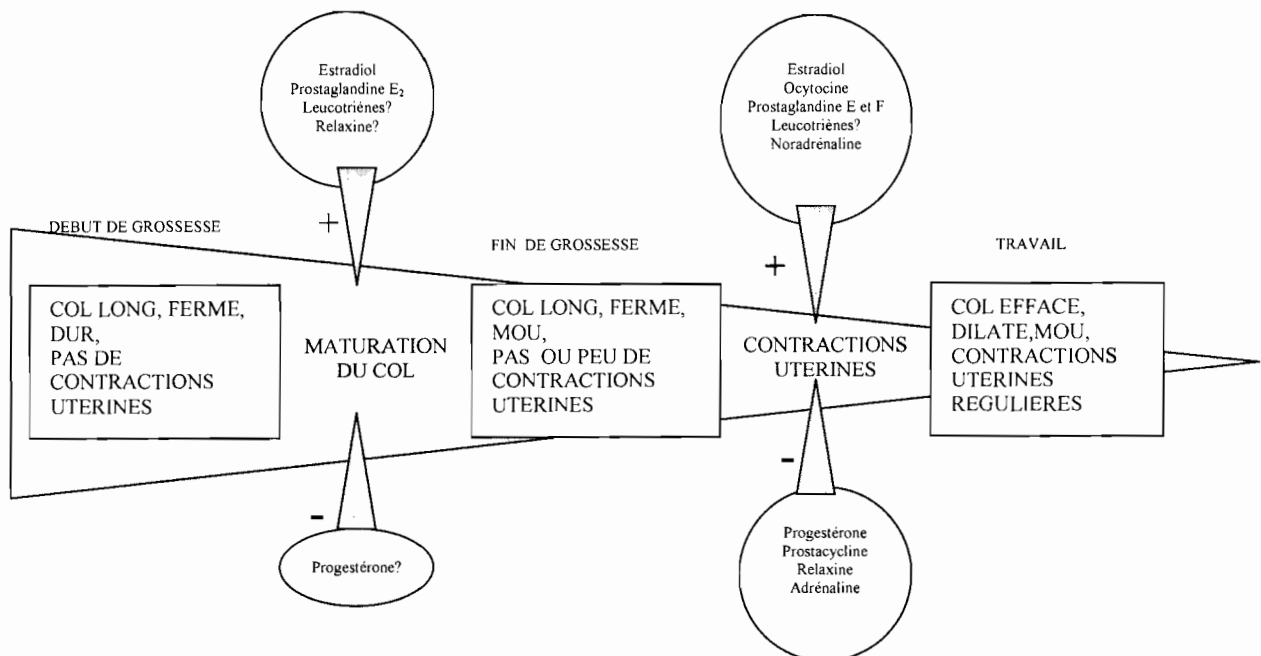 Estradiol
Prostaglandine E₂
Leucotriénes?
Relaxine?
Estradiol
Ocytocine
Prostaglandine E et F
Leucotriènes?
Noradrénaline
+
DEBUT DE GROSSESSE
FIN DE GROSSESSE
+
TRAVAIL
COL LONG, FERME,
DUR,
PAS DE
CONTRACTIONS
UTERINES
MATURATION
DU COL
COL LONG, FERME,
MOU,
PAS OU PEU DE
CONTRACTIONS
UTERINES
CONTRACTIONS
UTERINES
COL EFFACE,
DILATE,MOU,
CONTRACTIONS
UTERINES
REGULIERES
-
Progestérone?
-
Progestérone
Prostacycline
Relaxine
Adrénaline